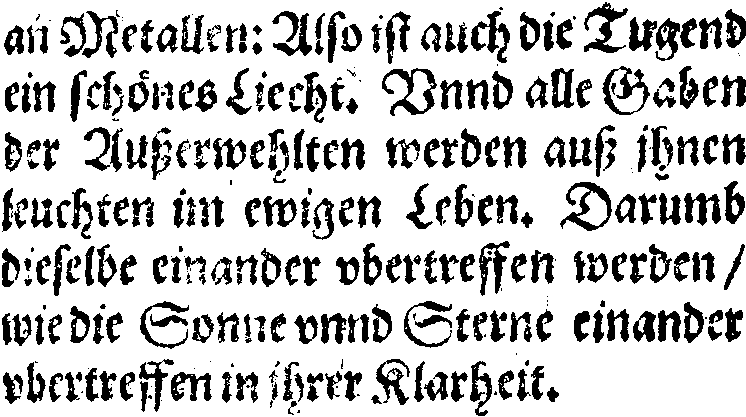 an Metallen: Also ist auch die Tugend
ein schönes Liecht. Vnnd alle Gaben
der Außerwehlten werden auß jhnen
leuchten im ewigen Leben. Darumb
dieselbe einander vbertreffen werden /
wie die Sonne vnnd Sterne einander
vbertreffen in jhrer Klarheit.